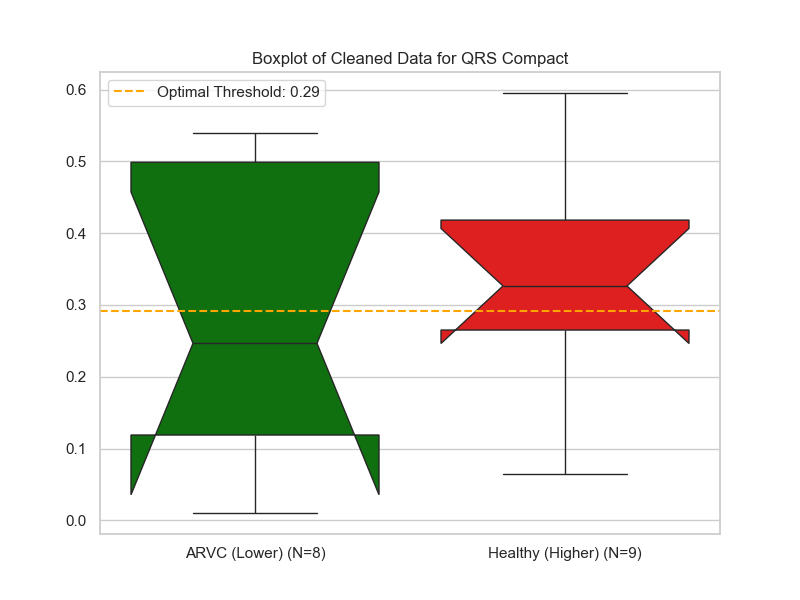 Boxplot of Cleaned Data for QRS Compact
Optimal Threshold: 0.29
0.6
0.5
0.4
0.3
0.2
0.1
0.0
ARVC (Lower) (N=8)
Healthy (Higher) (N=9)